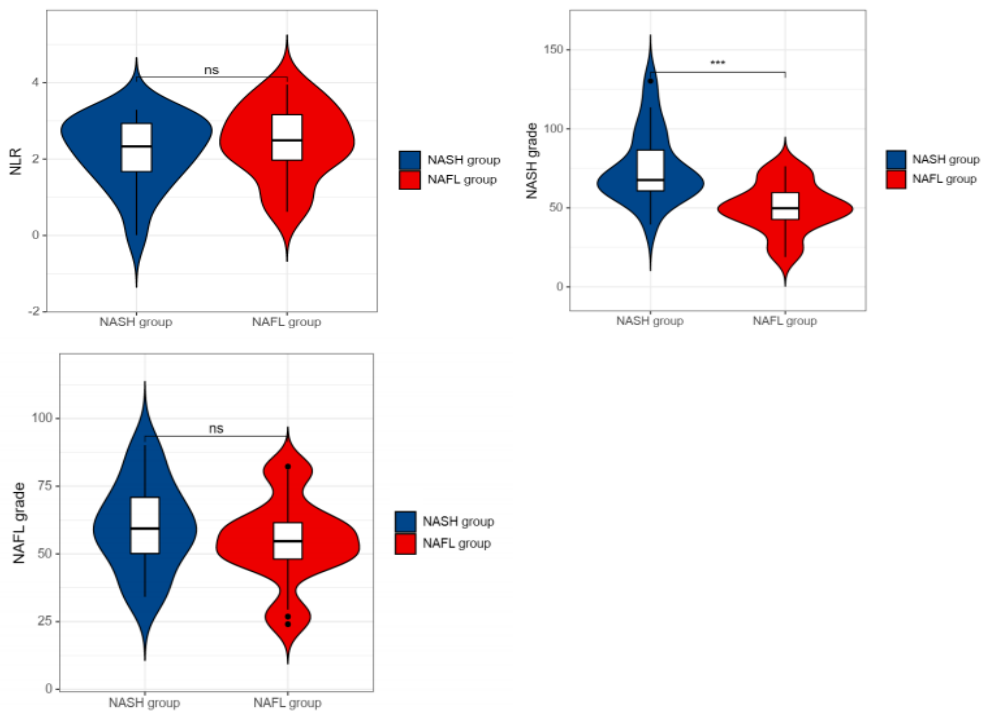 NLR
4
2
0
-2
ns
NASH group
NAFL group
NASH group
NAFL group
NASH grade
150
100
50
0
***
NASH group
NAFL group
NASH group
NAFL group
NAFL grade
100
75
50
25
0
ns
NASH group
NAFL group
NASH group
NAFL group